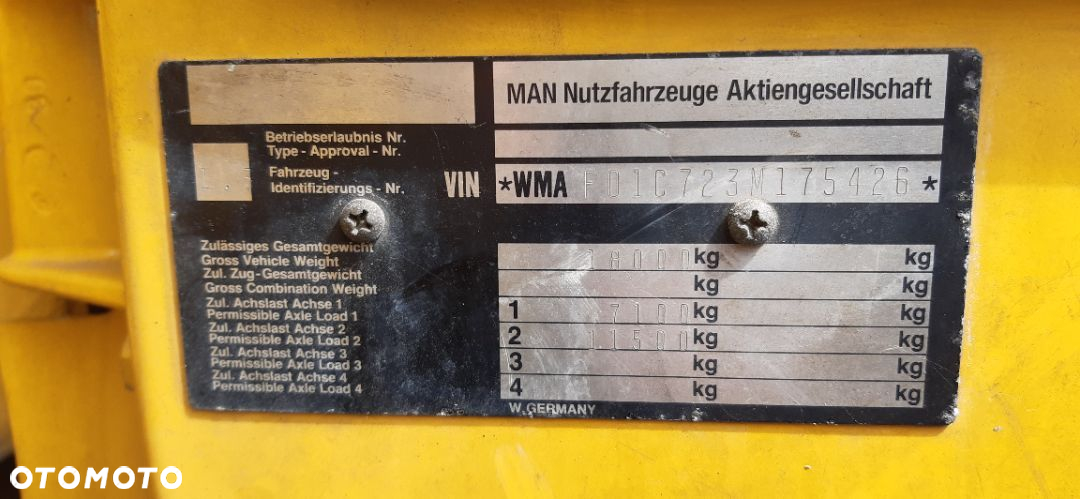 MAN Nutzfahrzeuge Aktiengesellschaft
Betriebserlaubnis Nr.
Type - Approval - Nr.
Fahrzeug -
Identifizierungs - Nr.
VIN *WMA F01C723M175426 *
Zulässiges Gesamtgewicht
Gross Vehicle Weight
18000 kg kg
Zul. Zug-Gesamtgewicht
Gross Combination Weight
kg kg
Zul. Achslast Achse 1
Permissible Axle Load 1
1 7100 kg kg
Zul. Achslast Achse 2
Permissible Axle Load 2
2 11500 kg kg
Zul. Achslast Achse 3
Permissible Axle Load 3
3 kg kg
Zul. Achslast Achse 4
Permissible Axle Load 4
4 kg kg
W.GERMANY
OTOMOTO